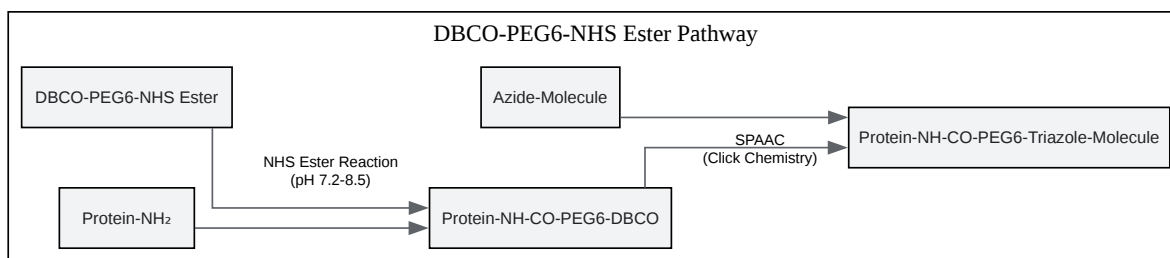 DBCO-PEG6-NHS Ester Pathway
DBCO-PEG6-NHS Ester
Azide-Molecule
Protein-NH-CO-PEG6-Triazole-Molecule
SPAAC
(Click Chemistry)
NHS Ester Reaction
(pH 7.2-8.5)
Protein-NH₂
Protein-NH-CO-PEG6-DBCO